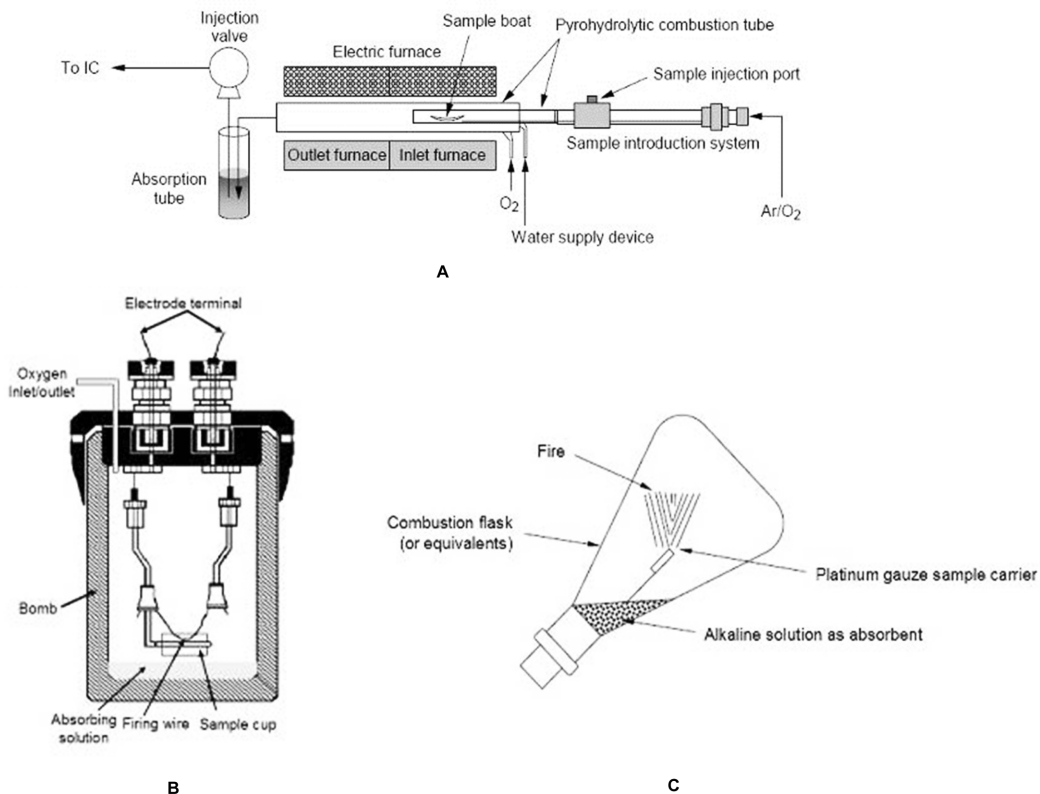 Injection
valve
To IC
Sample boat
Pyrohydrolytic combustion tube
Electric furnace
Sample injection port
Outlet furnace
Inlet furnace
Sample introduction system
Absorption
tube
O2
Ar/O2
Water supply device
A
Electrode terminal
Oxygen
Inlet/outlet
Bomb
Absorbing
solution
Firing wire
Sample cup
B
Fire
Combustion flask
(or equivalents)
Platinum gauze sample carrier
Alkaline solution as absorbent
C